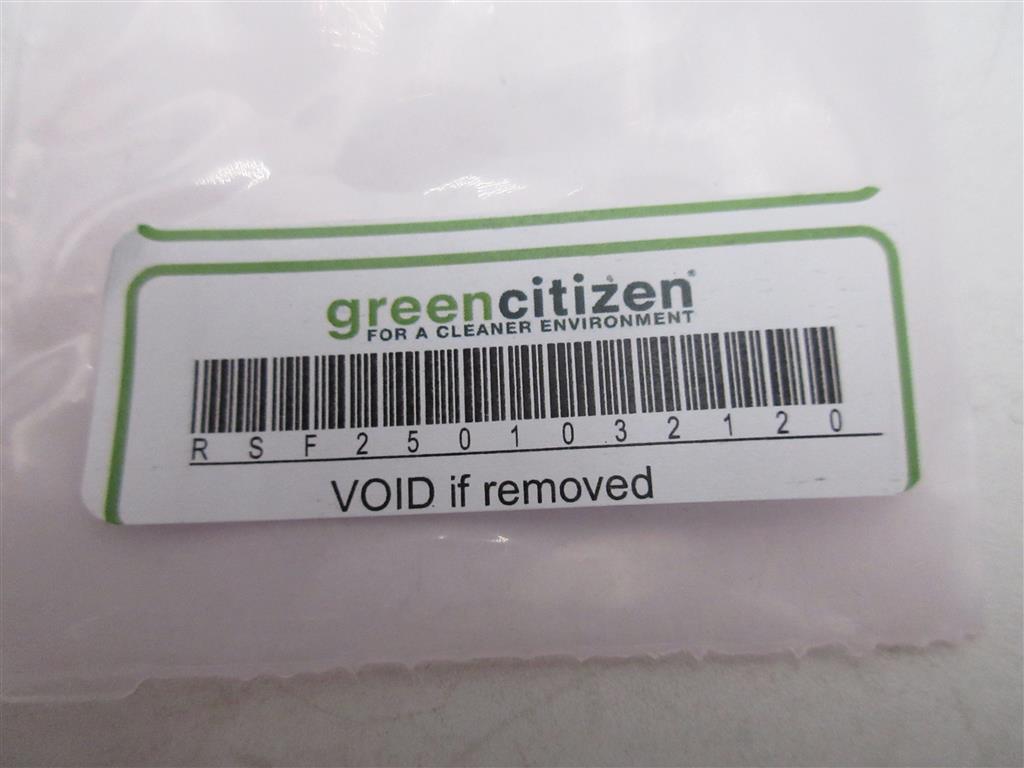 greencitizen®
FOR A CLEANER ENVIRONMENT
RSF2501032120
VOID if removed